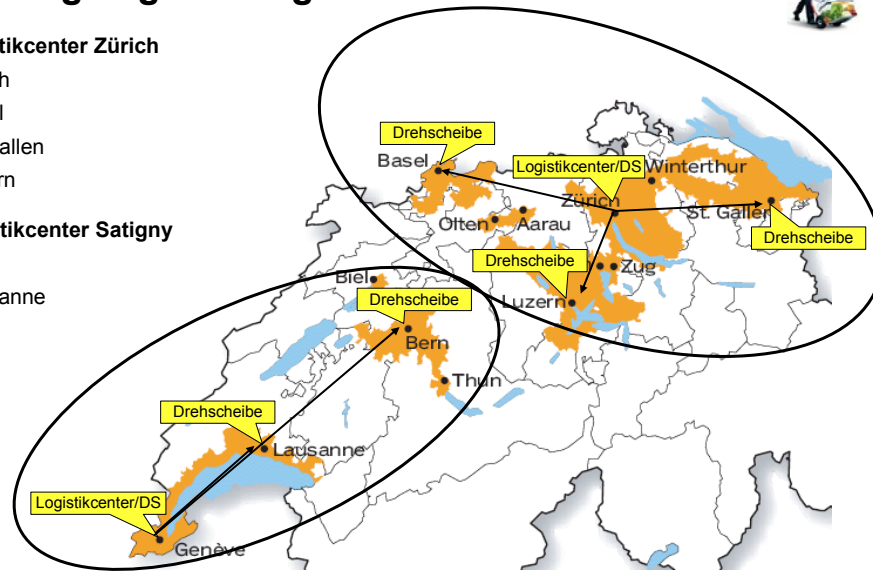 tikcenter Zürich
h
l
allen
rn
tikcenter Satigny
anne
Drehscheibe
Basel
Logistikcenter/DS
Winterthur
Zürich
St. Gallen
Drehscheibe
Olten
Aarau
Drehscheibe
Zug
Luzern
Biel
Drehscheibe
Bern
Thun
Drehscheibe
Lausanne
Logistikcenter/DS
Genève